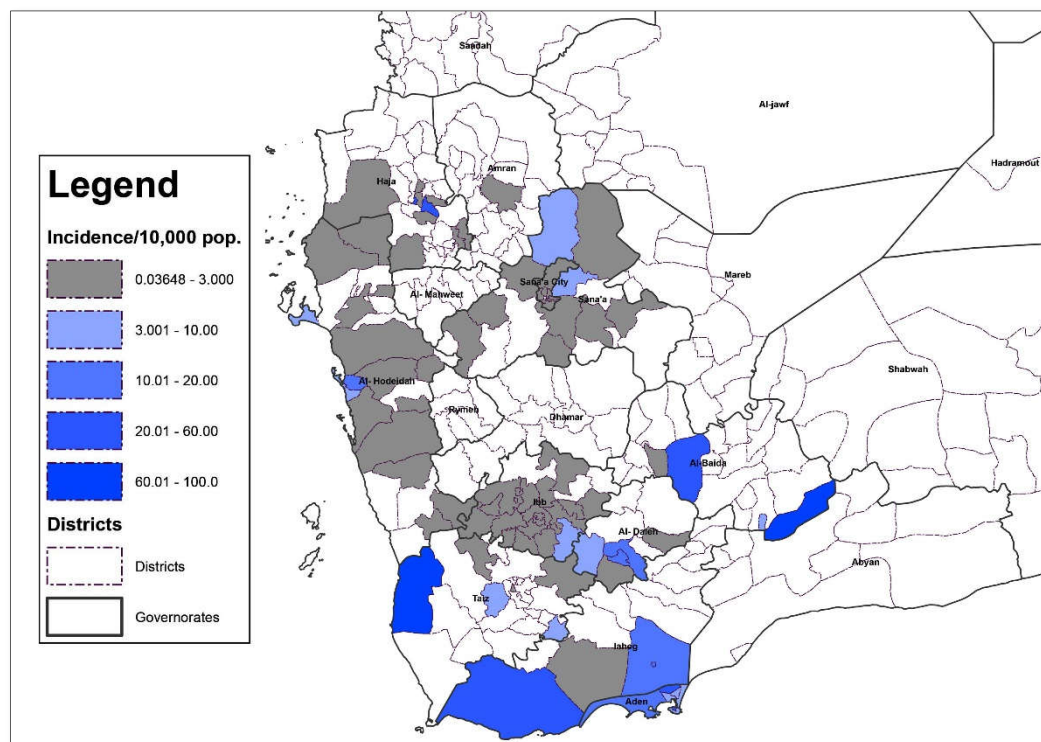 Legend
Incidence/10,000 pop.
0.03648 - 3.000
3.001 - 10.00
10.01 - 20.00
20.01 - 60.00
60.01 - 100.0
Districts
Districts
Governorates
Saadah
Al-jawf
Hadramout
Amran
Haja
Mareb
Sana'a City
Sana'a
Al- Mahweet
Shabwah
Al- Hodeidah
Rymeh
Dhamar
Al-Baida
Ibb
Al- Daleh
Abyan
Taiz
laheg
Aden